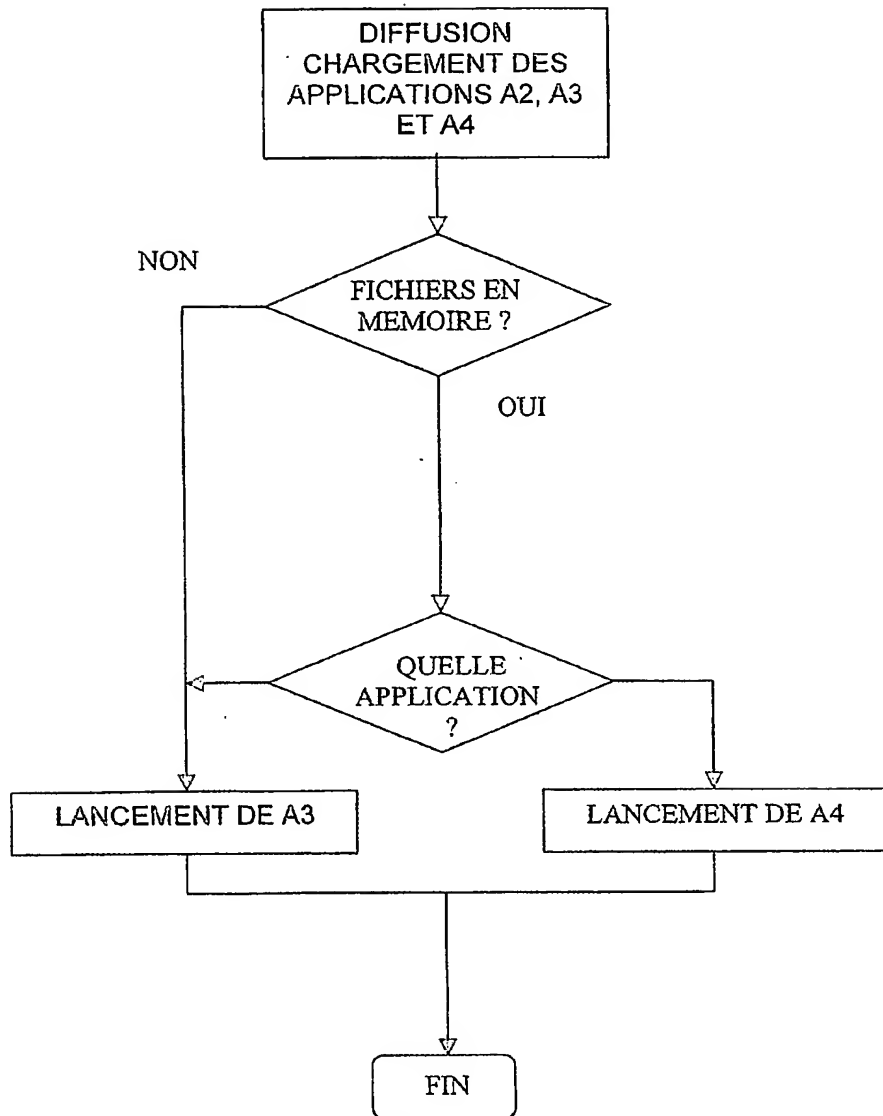 DIFFUSION
CHARGEMENT DES
APPLICATIONS A2, A3
ET A4
NON
FICHIERS EN
MEMOIRE ?
OUI
QUELLE
APPLICATION
?
LANCEMENT DE A3
LANCEMENT DE A4
FIN